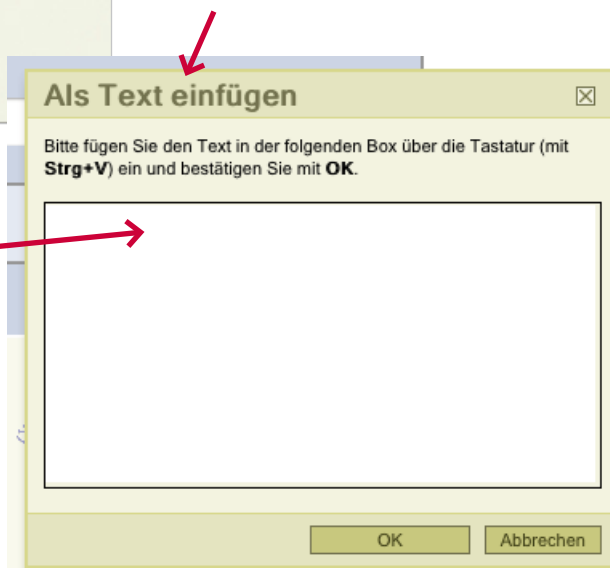 Als Text einfügen
Bitte fügen Sie den Text in der folgenden Box über die Tastatur (mit
Strg+V) ein und bestätigen Sie mit OK.
OK Abbrechen